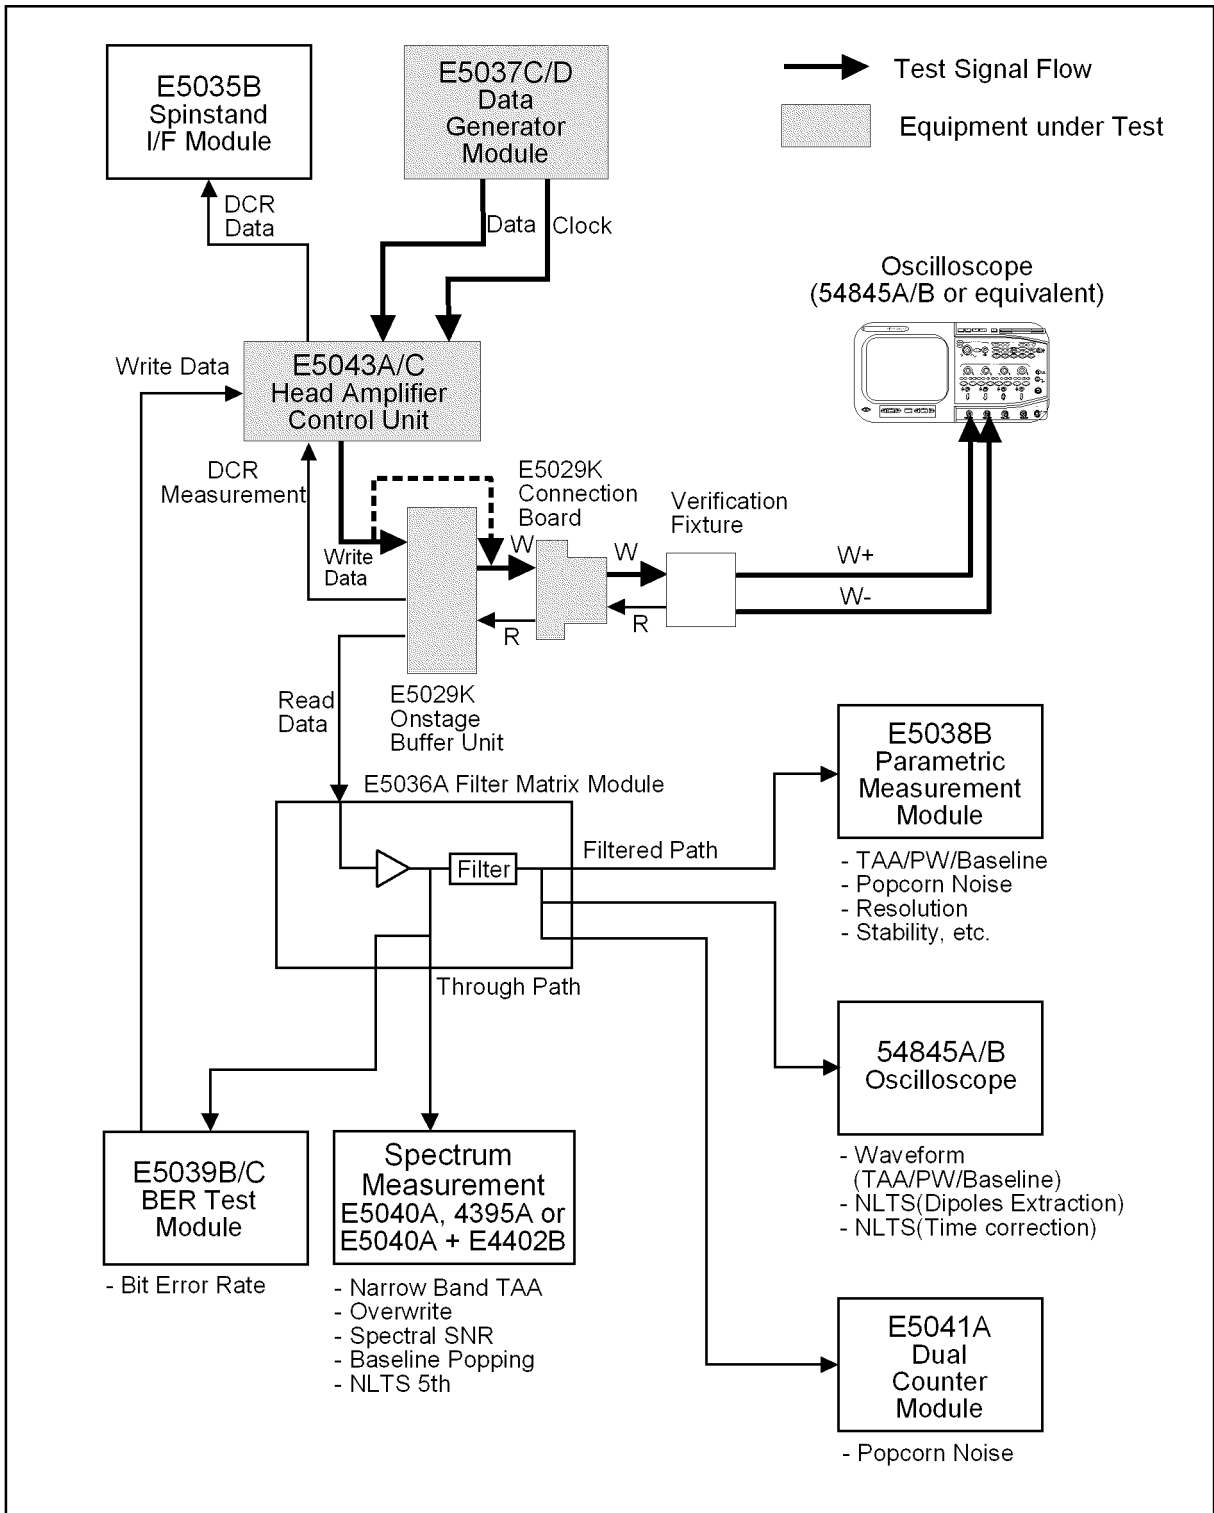 E5035B
Spinstand
I/F Module
E5037C/D
Data
Generator
Module
Test Signal Flow
Equipment under Test
DCR
Data
Data
Clock
Oscilloscope
(54845A/B or equivalent)
Write Data
E5043A/C
Head Amplifier
Control Unit
DCR
Measurement
E5029K
Connection
Board
Verification
Fixture
Write
Data
W
W
W+
W-
R
R
Read
Data
E5029K
Onstage
Buffer Unit
E5036A Filter Matrix Module
Filter
Filtered Path
Through Path
E5038B
Parametric
Measurement
Module
- TAA/PW/Baseline
- Popcorn Noise
- Resolution
- Stability, etc.
54845A/B
Oscilloscope
- Waveform
(TAA/PW/Baseline)
- NLTS(Dipoles Extraction)
- NLTS(Time correction)
E5039B/C
BER Test
Module
- Bit Error Rate
Spectrum
Measurement
E5040A, 4395A or
E5040A + E4402B
- Narrow Band TAA
- Overwrite
- Spectral SNR
- Baseline Popping
- NLTS 5th
E5041A
Dual
Counter
Module
- Popcorn Noise